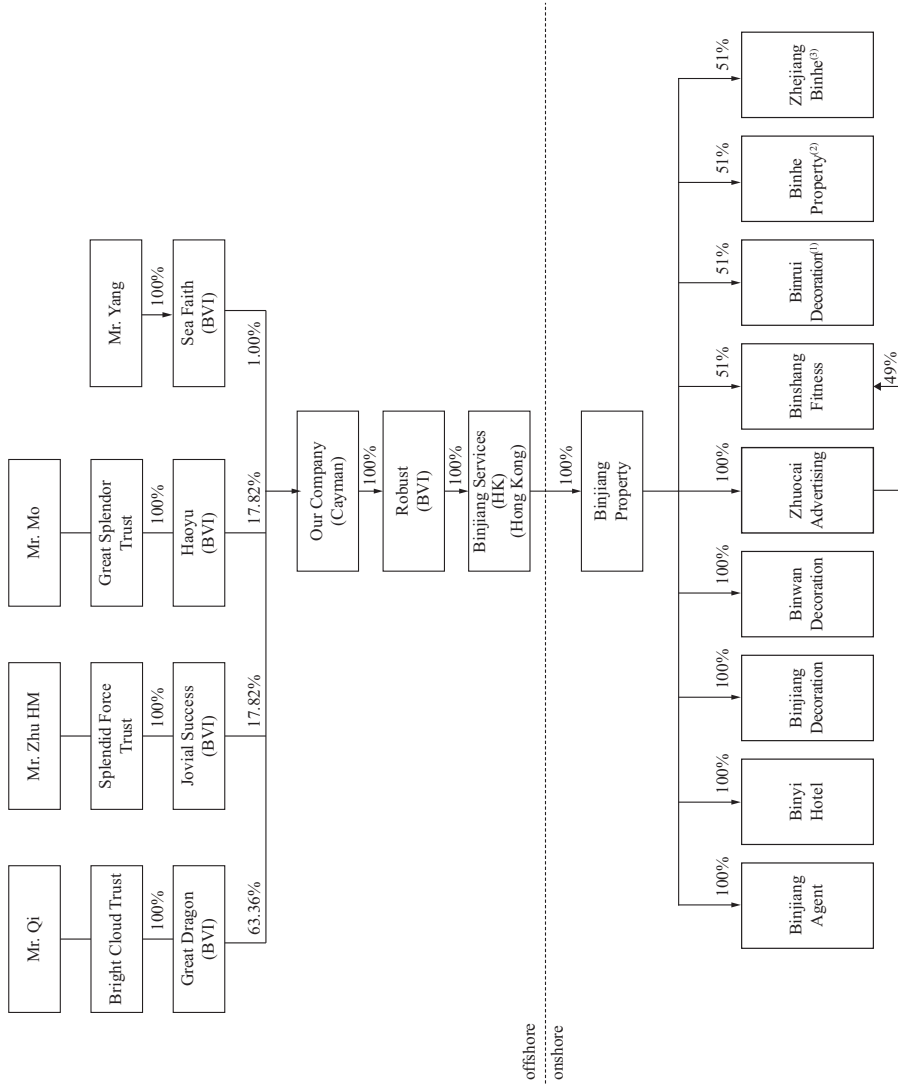 Mr. Qi
Mr. Zhu HM
Mr. Mo
Bright Cloud Trust
Splendid Force
Trust
Great Splendor
Trust
Mr. Yang
100%
100%
100%
100%
Great Dragon
(BVI)
Jovial Success
(BVI)
Haoyu
(BVI)
Sea Faith
(BVI)
63.36%
17.82%
17.82%
1.00%
Our Company
(Cayman)
100%
Robust
(BVI)
100%
Binjiang Services
(HK)
(Hong Kong)
offshore
onshore
100%
Binjiang
Property
100%
100%
100%
100%
100%
51%
51%
51%
51%
Binjiang
Agent
Binyi
Hotel
Binjiang
Decoration
Binwan
Decoration
Zhuocai
Advertising
Binshang
Fitness
Binrui
Decoration(1)
Binhe
Property(2)
Zhejiang
Binhe(3)
49%